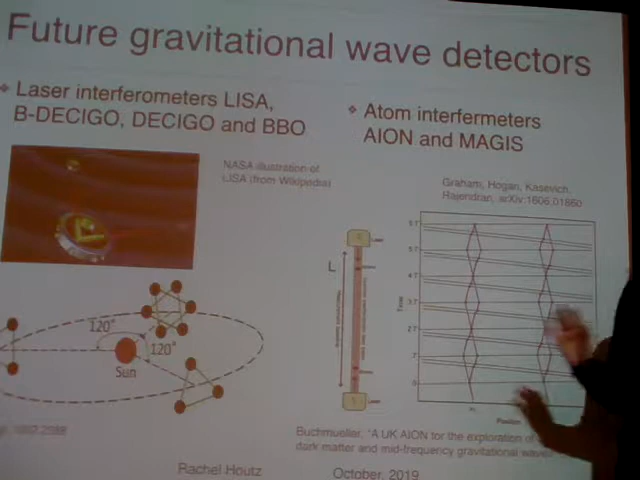 Future gravitational wave detectors
Laser interferometers LISA,
B-DECIGO, DECIGO and BBO
Atom interfermeters
AION and MAGIS
NASA illustration of
LISA (from Wikipedia)
Graham, Hogan, Kasevich,
Rajendran, arXiv:1606.01860
L
Time
120°
120°
Sun
Position
Buchmueller, "A UK AION for the exploration of
dark matter and mid-frequency gravitational waves
Rachel Houtz
October, 2019